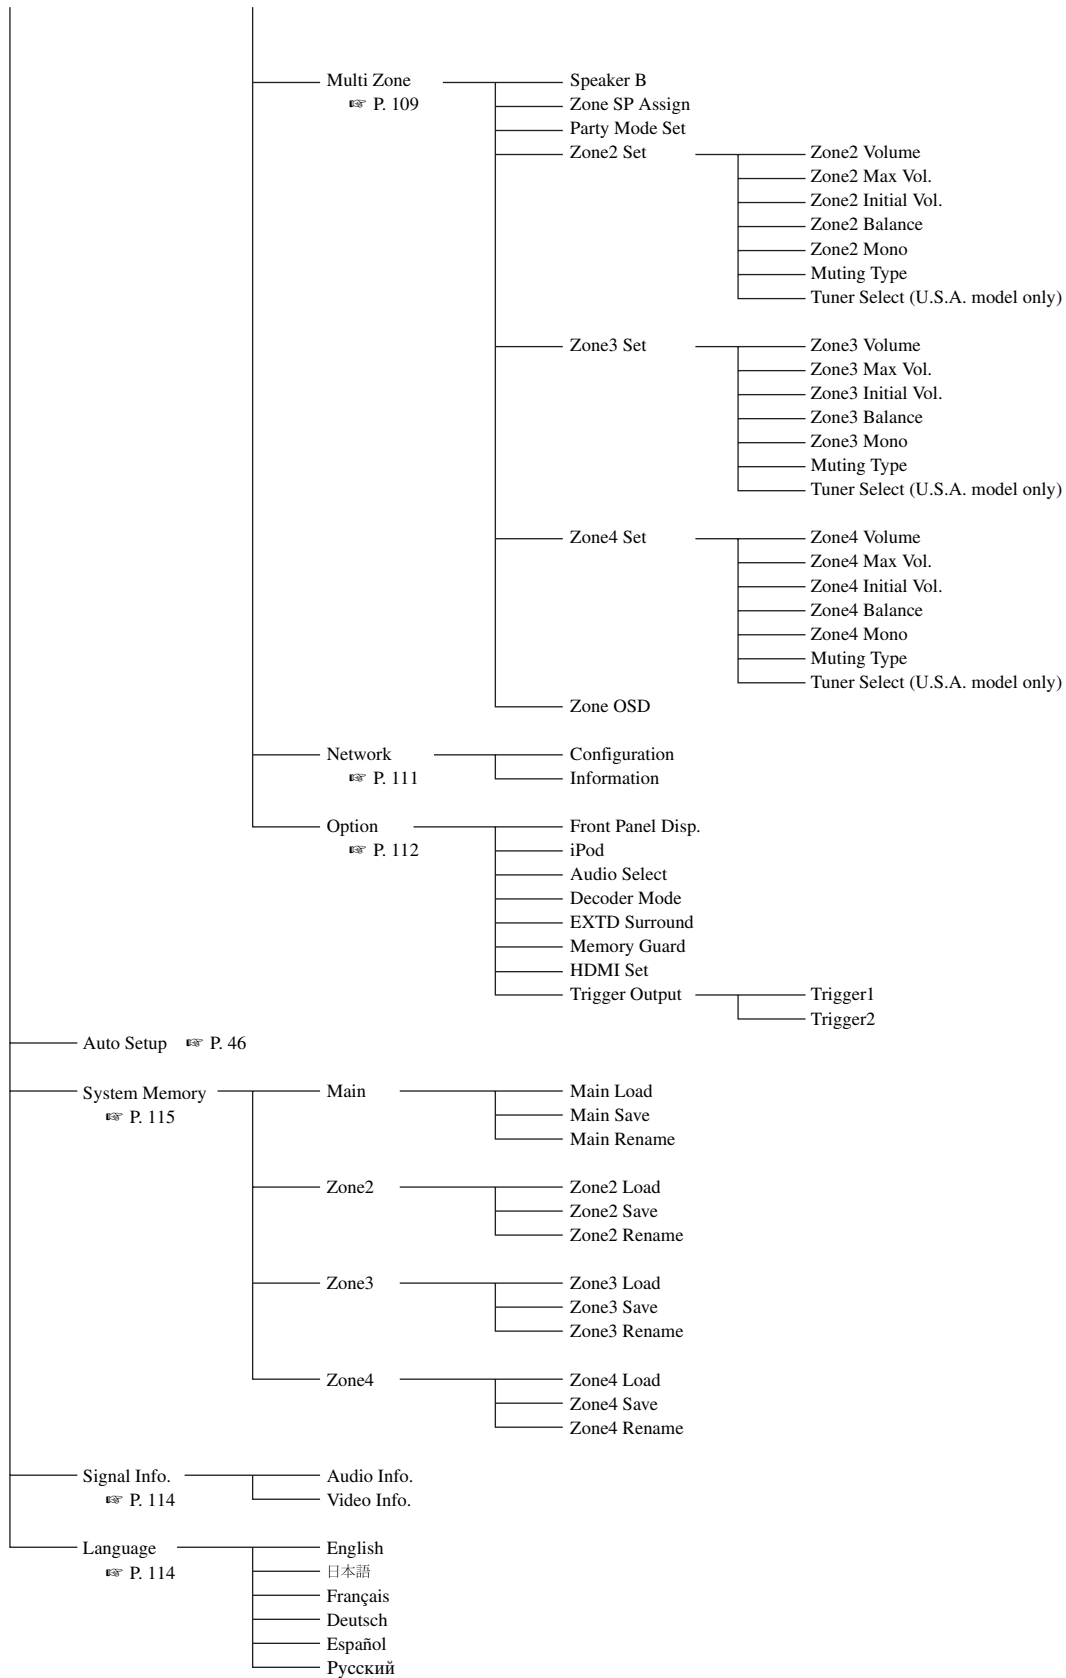 Multi Zone
☞ P. 109
Speaker B
Zone SP Assign
Party Mode Set
Zone2 Set
Zone2 Volume
Zone2 Max Vol.
Zone2 Initial Vol.
Zone2 Balance
Zone2 Mono
Muting Type
Tuner Select (U.S.A. model only)
Zone3 Set
Zone3 Volume
Zone3 Max Vol.
Zone3 Initial Vol.
Zone3 Balance
Zone3 Mono
Muting Type
Tuner Select (U.S.A. model only)
Zone4 Set
Zone4 Volume
Zone4 Max Vol.
Zone4 Initial Vol.
Zone4 Balance
Zone4 Mono
Muting Type
Tuner Select (U.S.A. model only)
Zone OSD
Network
☞ P. 111
Configuration
Information
Option
☞ P. 112
Front Panel Disp.
iPod
Audio Select
Decoder Mode
EXTD Surround
Memory Guard
HDMI Set
Trigger Output
Trigger1
Trigger2
Auto Setup ☞ P. 46
System Memory
☞ P. 115
Main
Main Load
Main Save
Main Rename
Zone2
Zone2 Load
Zone2 Save
Zone2 Rename
Zone3
Zone3 Load
Zone3 Save
Zone3 Rename
Zone4
Zone4 Load
Zone4 Save
Zone4 Rename
Signal Info.
☞ P. 114
Audio Info.
Video Info.
Language
☞ P. 114
English
日本語
Français
Deutsch
Español
Русский